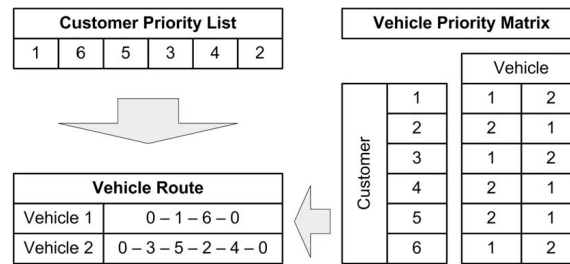 Customer Priority List
1 6 5 3 4 2
Vehicle Route
Vehicle 1 0 – 1 – 6 – 0
Vehicle 2 0 – 3 – 5 – 2 – 4 – 0
Vehicle Priority Matrix
Vehicle
Customer
1 1 2
2 2 1
3 1 2
4 2 1
5 2 1
6 1 2